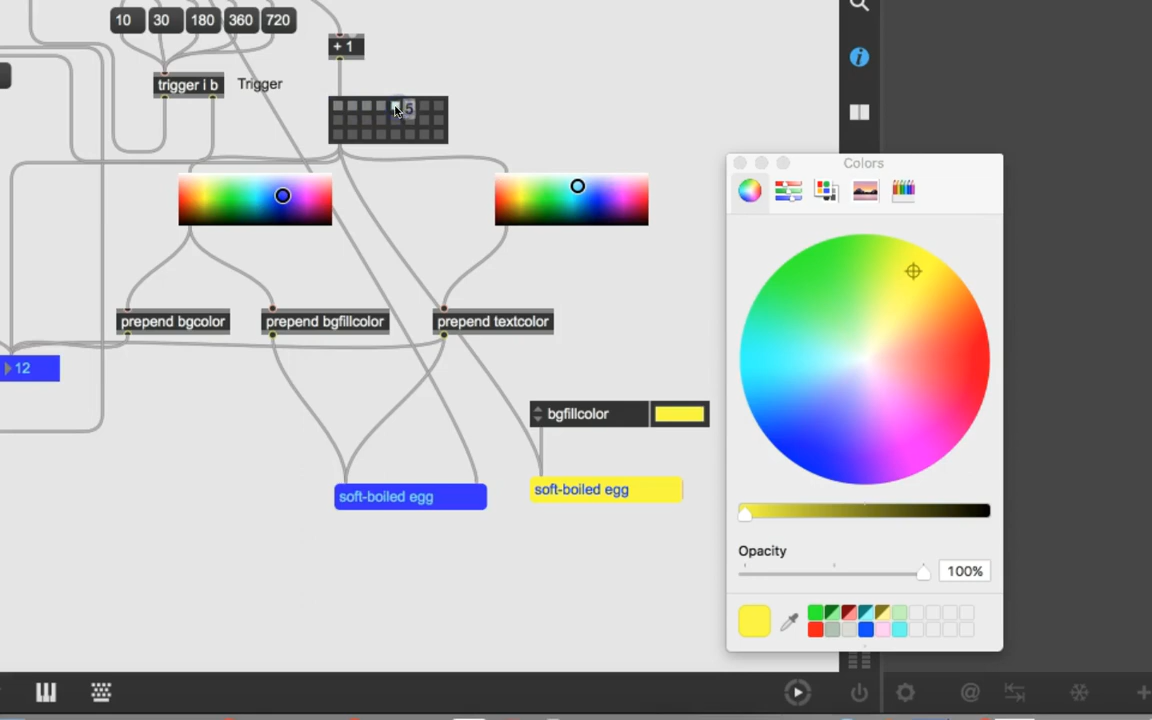 10 30 180 360 720
+ 1
trigger i b Trigger
5
Colors
prepend bgcolor prepend bgfillcolor prepend textcolor
12
bgfillcolor
soft-boiled egg
soft-boiled egg
Opacity
100%